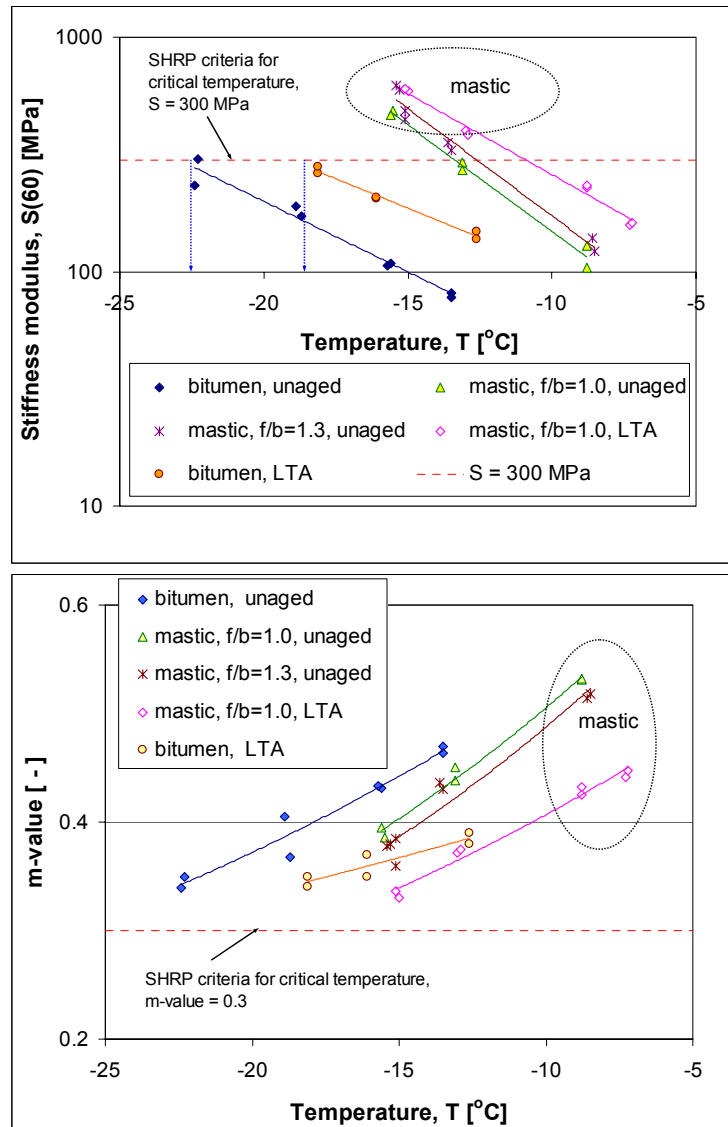 1000
SHRP criteria for
critical temperature,
S = 300 MPa
mastic
100
10
Stiffness modulus, S(60) [MPa]
-25
-20
-15
-10
-5
Temperature, T [oC]
bitumen, unaged
mastic, f/b=1.0, unaged
mastic, f/b=1.3, unaged
mastic, f/b=1.0, LTA
bitumen, LTA
S = 300 MPa
0.6
bitumen, unaged
mastic, f/b=1.0, unaged
mastic, f/b=1.3, unaged
mastic, f/b=1.0, LTA
bitumen, LTA
mastic
0.4
m-value [ - ]
SHRP criteria for critical temperature,
m-value = 0.3
0.2
-25
-20
-15
-10
-5
Temperature, T [oC]